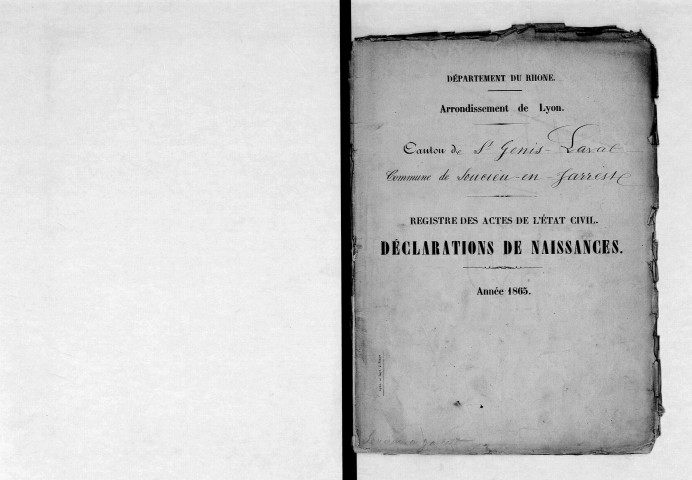 DÉPARTEMENT DU RHONE.
Arrondissement de Lyon.
Canton de St Genis-Laval
Commune de Soucieu-en-Jarrest
REGISTRE DES ACTES DE L'ÉTAT CIVIL.
DÉCLARATIONS DE NAISSANCES.
Année 1863.